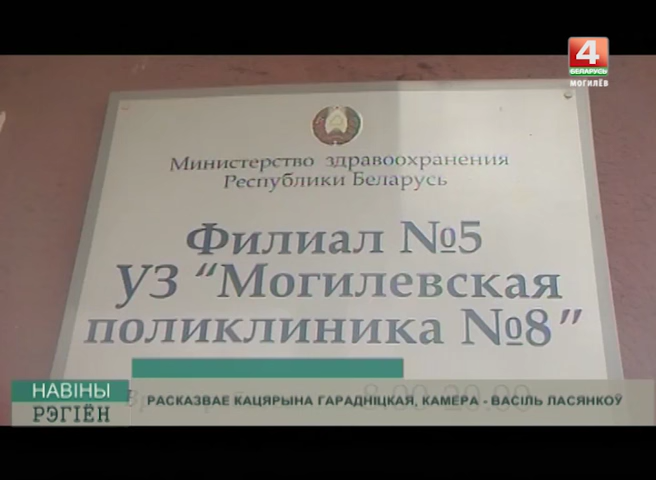 4
БЕЛАРУСЬ
МОГИЛЁВ
Министерство здравоохранения
Республики Беларусь
Филиал №5
УЗ “Могилевская
поликлиника №8”
НАВІНЫ
РЭГІЁН
РАСКАЗВАЕ КАЦЯРЫНА ГАРАДНІЦКАЯ, КАМЕРА - ВАСІЛЬ ЛАСЯНКОЎ